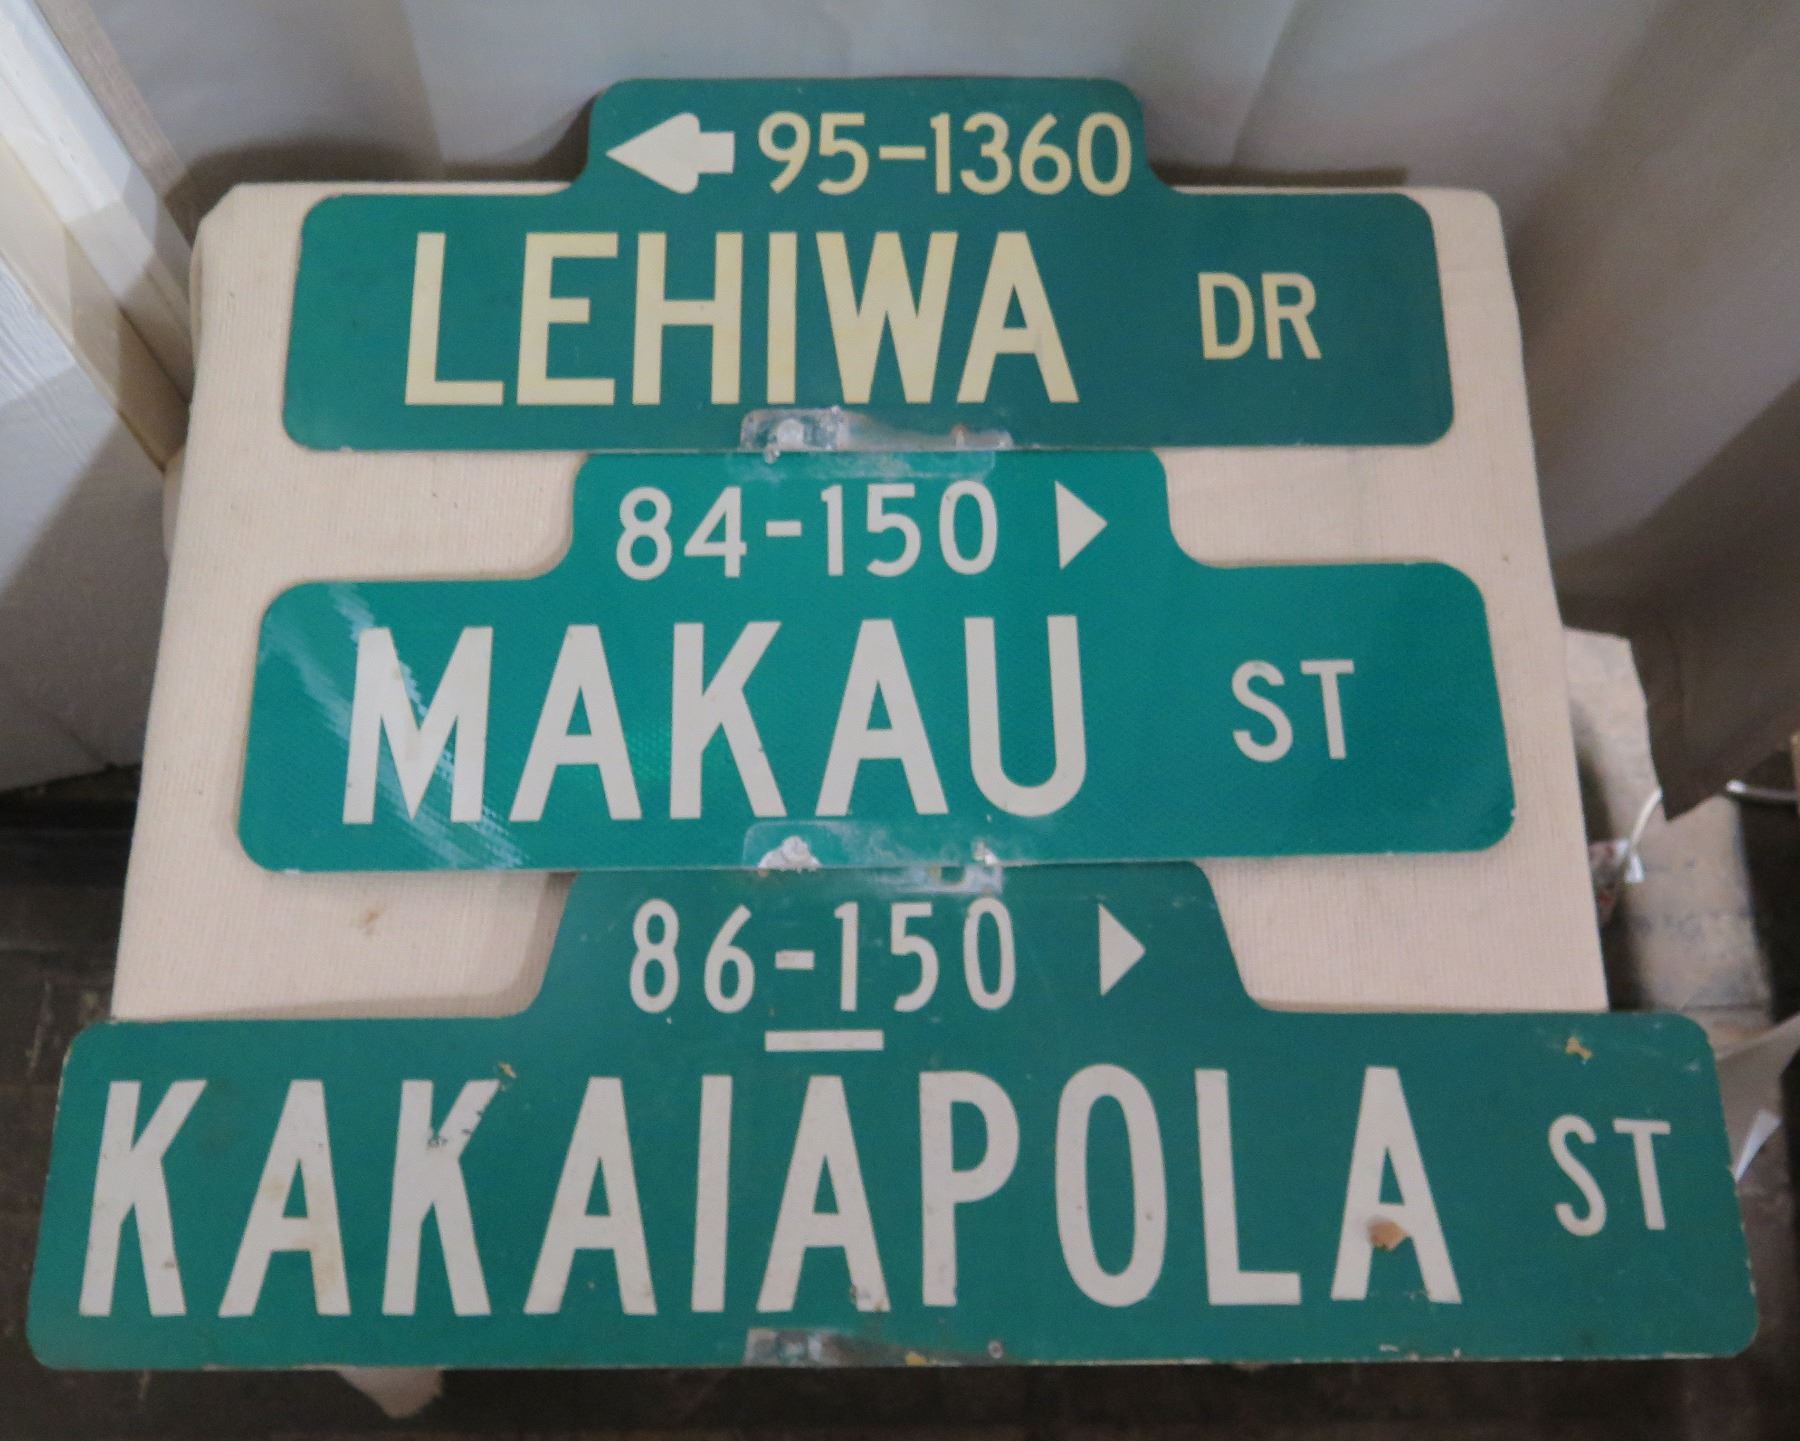 95-1360
LEHIWA DR
84-150
MAKAU ST
86-150
KAKAIĀPOLA ST